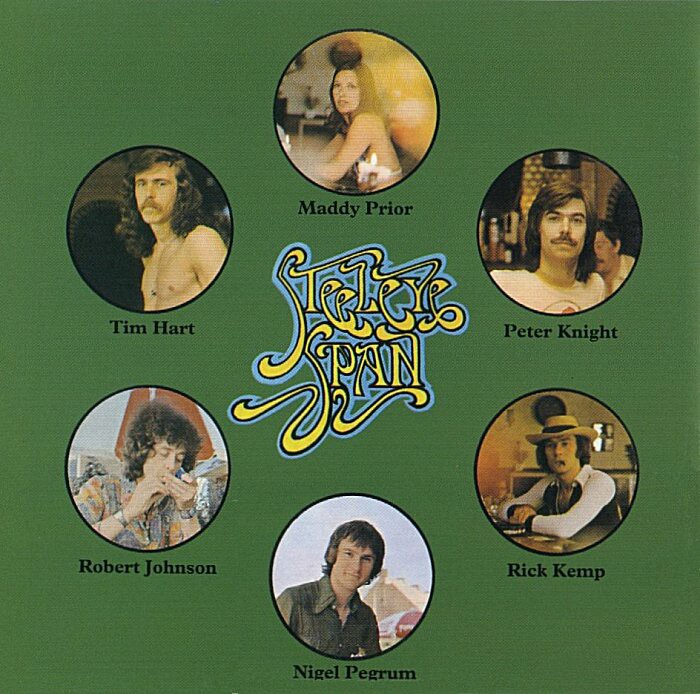 Maddy Prior
Tim Hart
Peter Knight
STEELEYE
SPAN
Robert Johnson
Rick Kemp
Nigel Pegrum